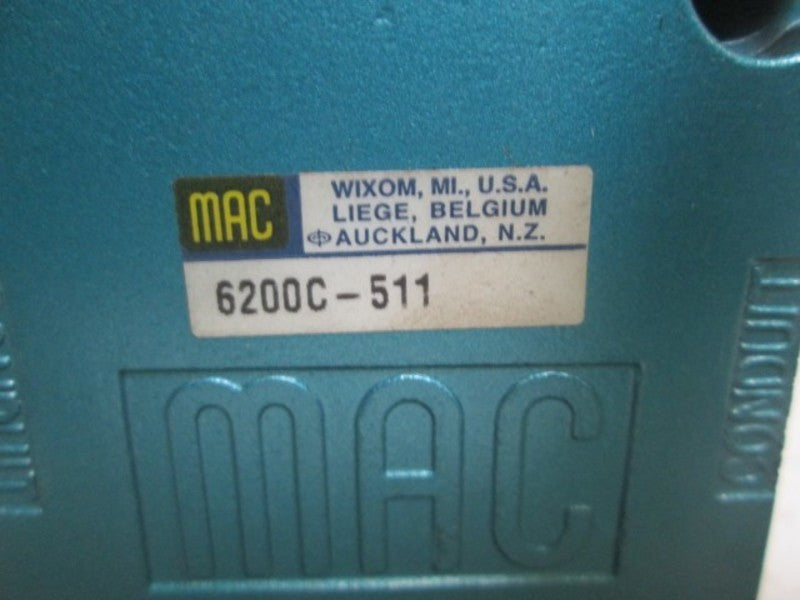 MAC
WIXOM, MI., U.S.A.
LIEGE, BELGIUM
AUCKLAND, N.Z.
6200C-511
MAC
CONDUIT